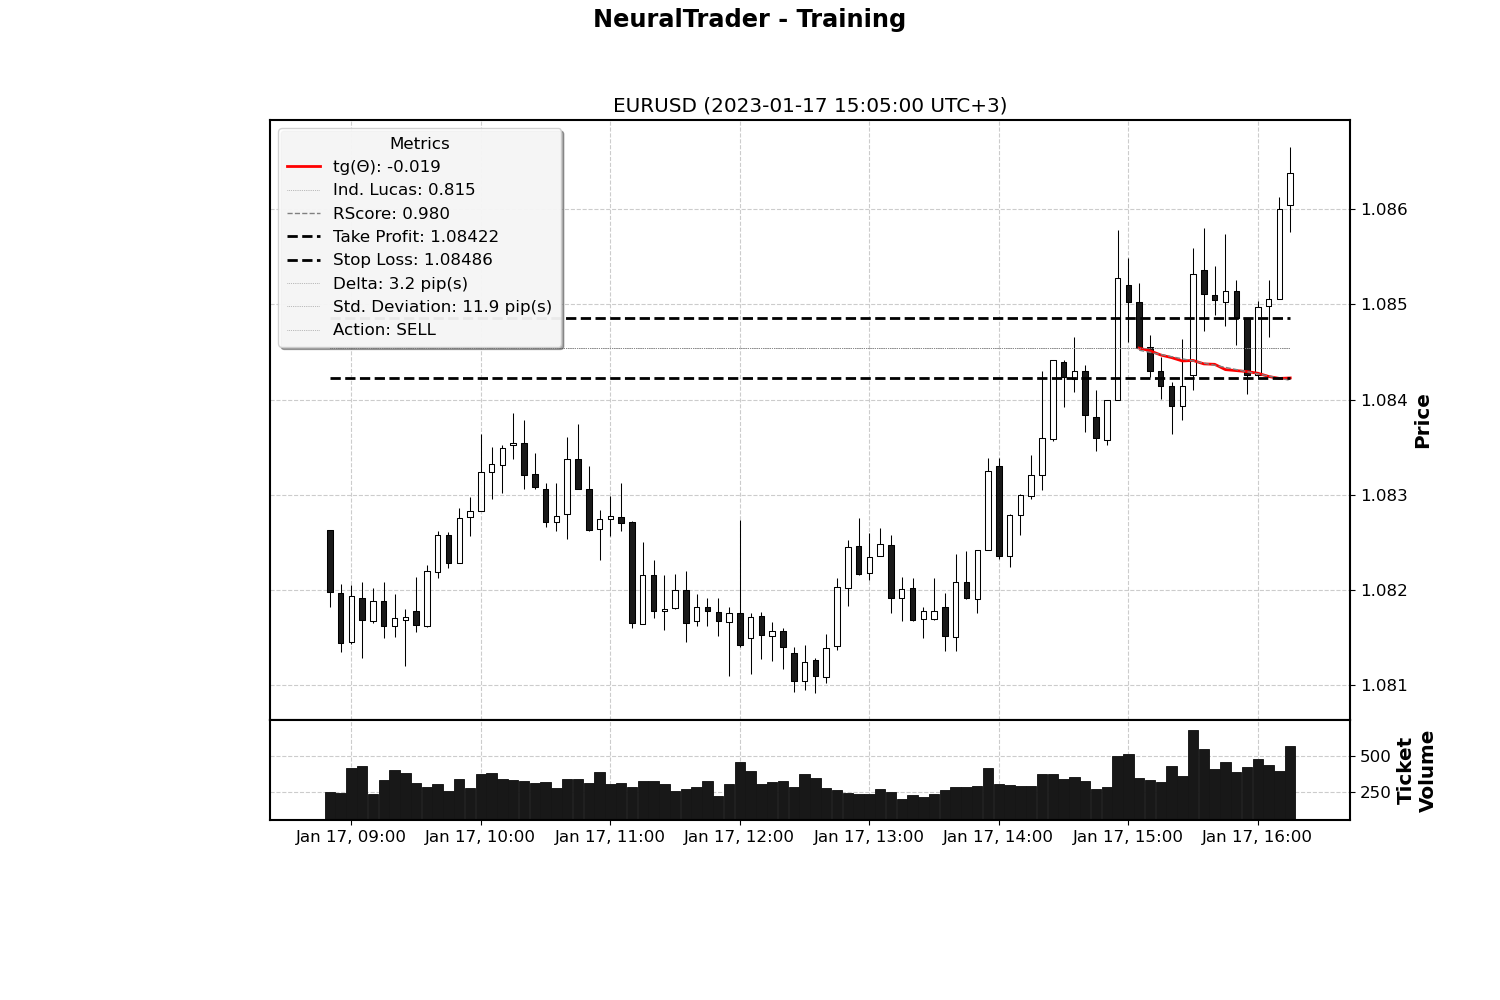 NeuralTrader - Training
EURUSD (2023-01-17 15:05:00 UTC+3)
Metrics
tg(Θ): -0.019
Ind. Lucas: 0.815
RScore: 0.980
Take Profit: 1.08422
Stop Loss: 1.08486
Delta: 3.2 pip(s)
Std. Deviation: 11.9 pip(s)
Action: SELL
1.086
1.085
1.084
1.083
1.082
1.081
Price
500
250
Ticket
Volume
Jan 17, 09:00
Jan 17, 10:00
Jan 17, 11:00
Jan 17, 12:00
Jan 17, 13:00
Jan 17, 14:00
Jan 17, 15:00
Jan 17, 16:00